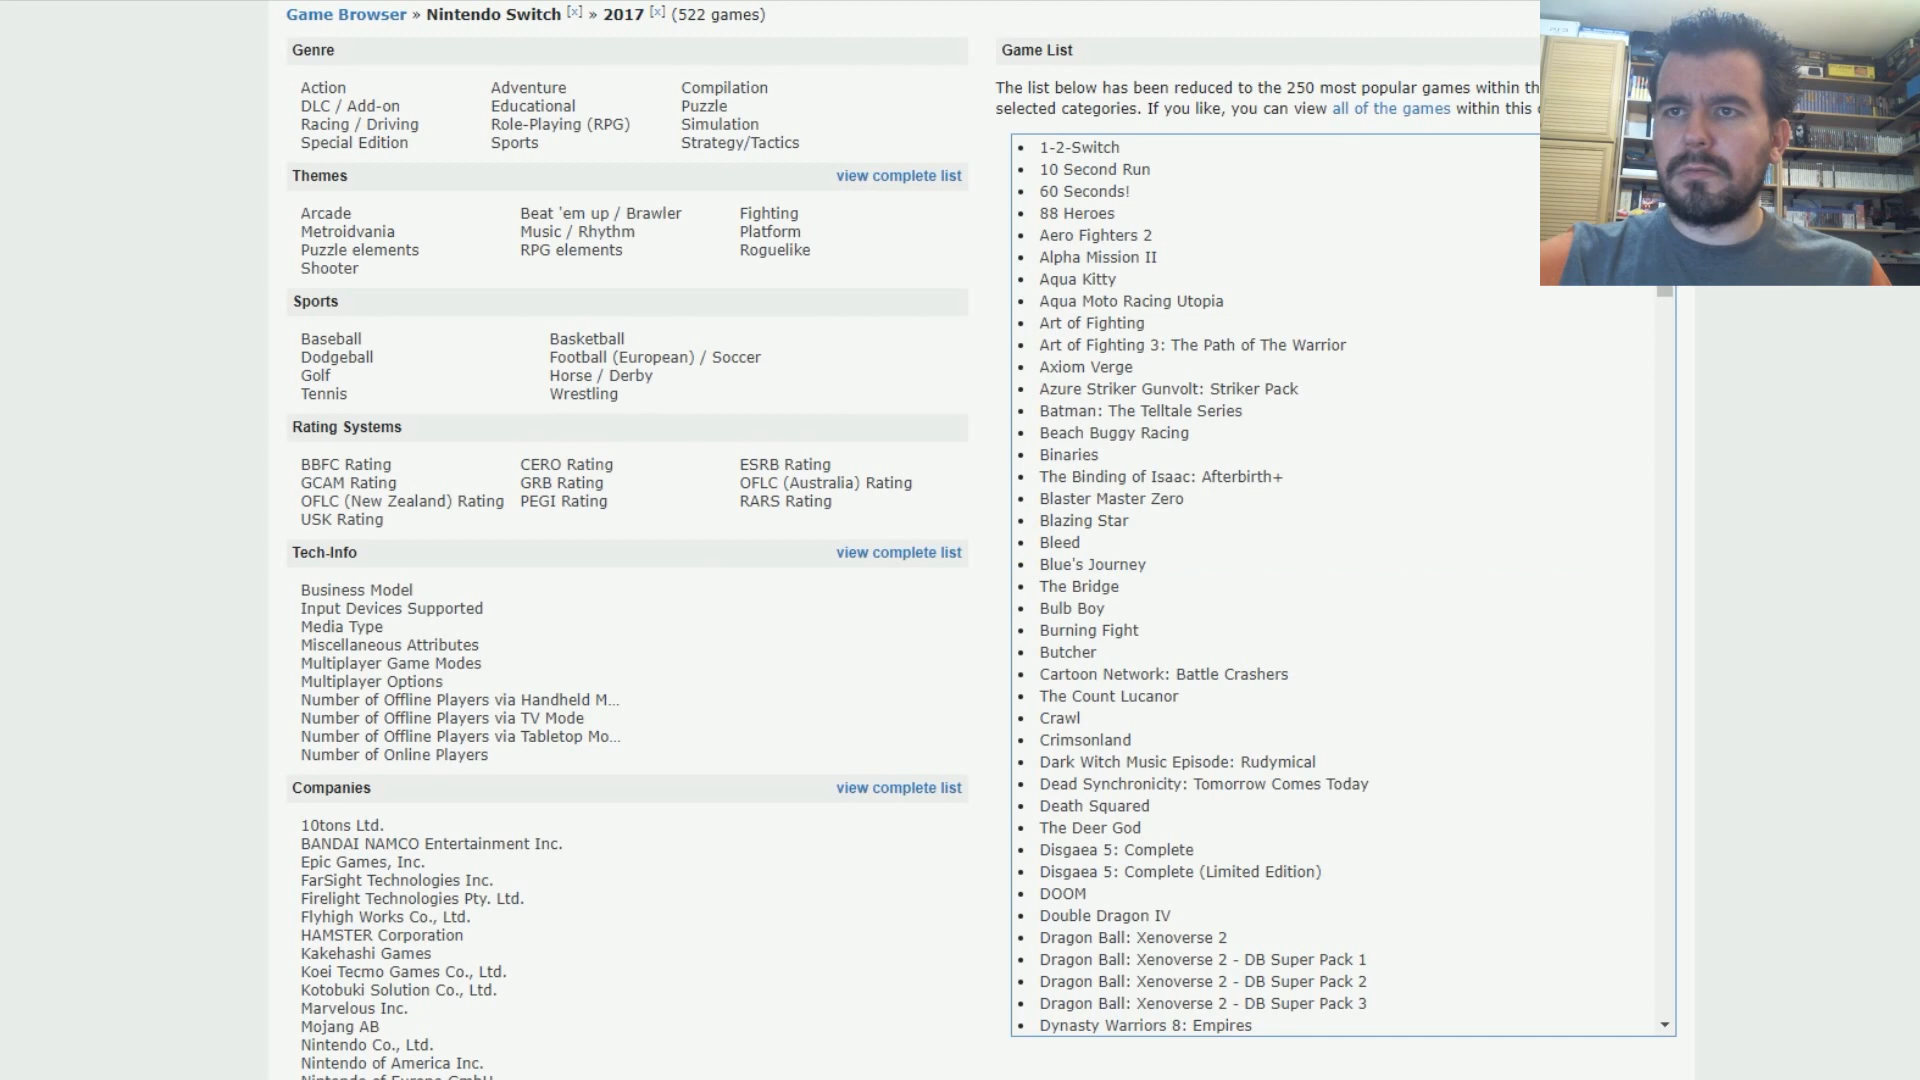 Game Browser » Nintendo Switch [x] » 2017 [x] (522 games)
Genre
Action Adventure Compilation
DLC / Add-on Educational Puzzle
Racing / Driving Role-Playing (RPG) Simulation
Special Edition Sports Strategy/Tactics
Themes view complete list
Arcade Beat 'em up / Brawler Fighting
Metroidvania Music / Rhythm Platform
Puzzle elements RPG elements Roguelike
Shooter
Sports
Baseball Basketball
Dodgeball Football (European) / Soccer
Golf Horse / Derby
Tennis Wrestling
Rating Systems
BBFC Rating CERO Rating ESRB Rating
GCAM Rating GRB Rating OFLC (Australia) Rating
OFLC (New Zealand) Rating PEGI Rating RARS Rating
USK Rating
Tech-Info view complete list
Business Model
Input Devices Supported
Media Type
Miscellaneous Attributes
Multiplayer Game Modes
Multiplayer Options
Number of Offline Players via Handheld M...
Number of Offline Players via TV Mode
Number of Offline Players via Tabletop Mo...
Number of Online Players
Companies view complete list
10tons Ltd.
BANDAI NAMCO Entertainment Inc.
Epic Games, Inc.
FarSight Technologies Inc.
Firelight Technologies Pty. Ltd.
Flyhigh Works Co., Ltd.
HAMSTER Corporation
Kakehashi Games
Koei Tecmo Games Co., Ltd.
Kotobuki Solution Co., Ltd.
Marvelous Inc.
Mojang AB
Nintendo Co., Ltd.
Nintendo of America Inc.
Nintendo of Europe GmbH
Game List
The list below has been reduced to the 250 most popular games within th
selected categories. If you like, you can view all of the games within this
1-2-Switch
10 Second Run
60 Seconds!
88 Heroes
Aero Fighters 2
Alpha Mission II
Aqua Kitty
Aqua Moto Racing Utopia
Art of Fighting
Art of Fighting 3: The Path of The Warrior
Axiom Verge
Azure Striker Gunvolt: Striker Pack
Batman: The Telltale Series
Beach Buggy Racing
Binaries
The Binding of Isaac: Afterbirth+
Blaster Master Zero
Blazing Star
Bleed
Blue's Journey
The Bridge
Bulb Boy
Burning Fight
Butcher
Cartoon Network: Battle Crashers
The Count Lucanor
Crawl
Crimsonland
Dark Witch Music Episode: Rudymical
Dead Synchronicity: Tomorrow Comes Today
Death Squared
The Deer God
Disgaea 5: Complete
Disgaea 5: Complete (Limited Edition)
DOOM
Double Dragon IV
Dragon Ball: Xenoverse 2
Dragon Ball: Xenoverse 2 - DB Super Pack 1
Dragon Ball: Xenoverse 2 - DB Super Pack 2
Dragon Ball: Xenoverse 2 - DB Super Pack 3
Dynasty Warriors 8: Empires